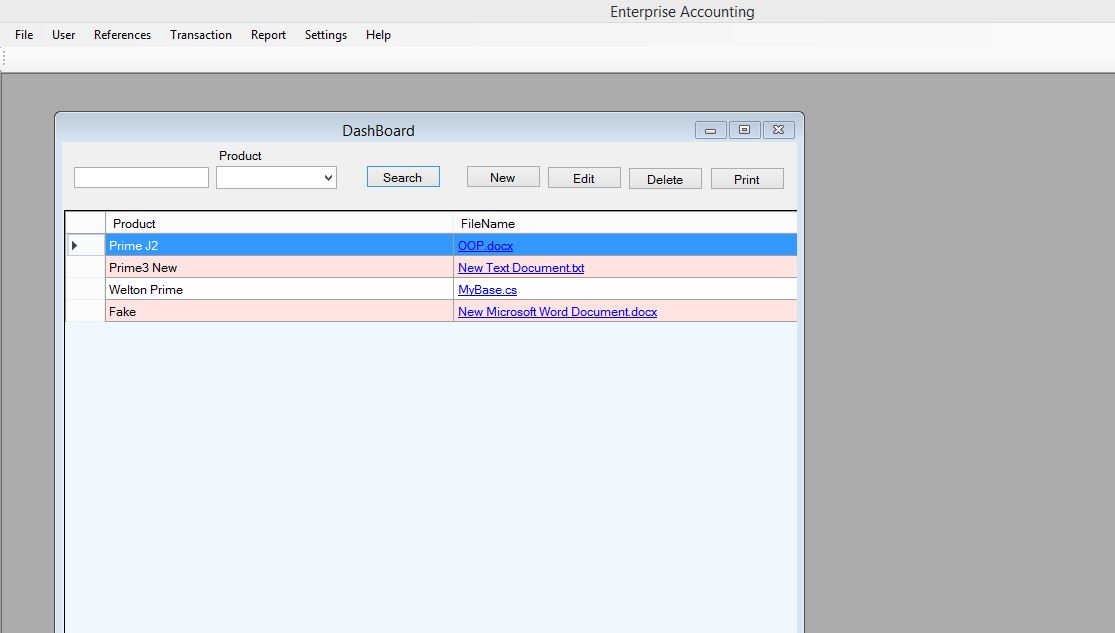 Enterprise Accounting
File User References Transaction Report Settings Help
DashBoard
Product
Search New Edit Delete Print
Product FileName
Prime J2 OOP.docx
Prime3 New New Text Document.txt
Welton Prime MyBase.cs
Fake New Microsoft Word Document.docx